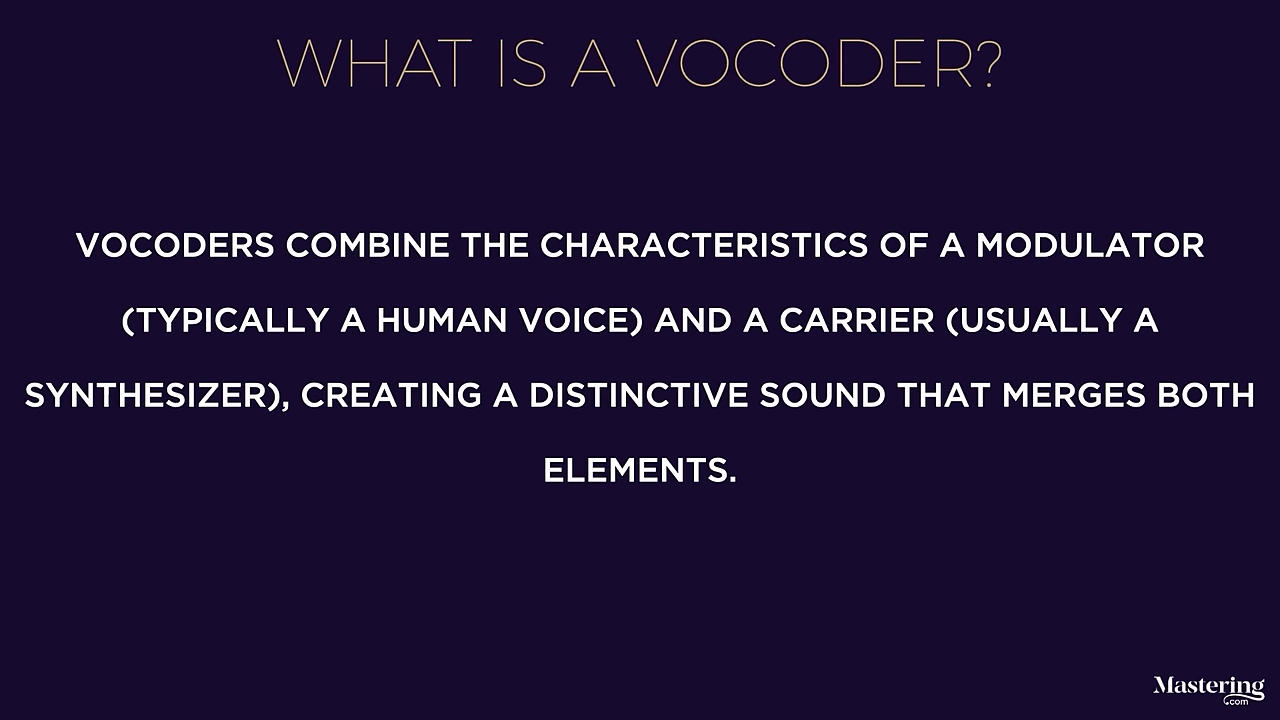 WHAT IS A VOCODER?
VOCODERS COMBINE THE CHARACTERISTICS OF A MODULATOR
(TYPICALLY A HUMAN VOICE) AND A CARRIER (USUALLY A
SYNTHESIZER), CREATING A DISTINCTIVE SOUND THAT MERGES BOTH
ELEMENTS.
Mastering
.com